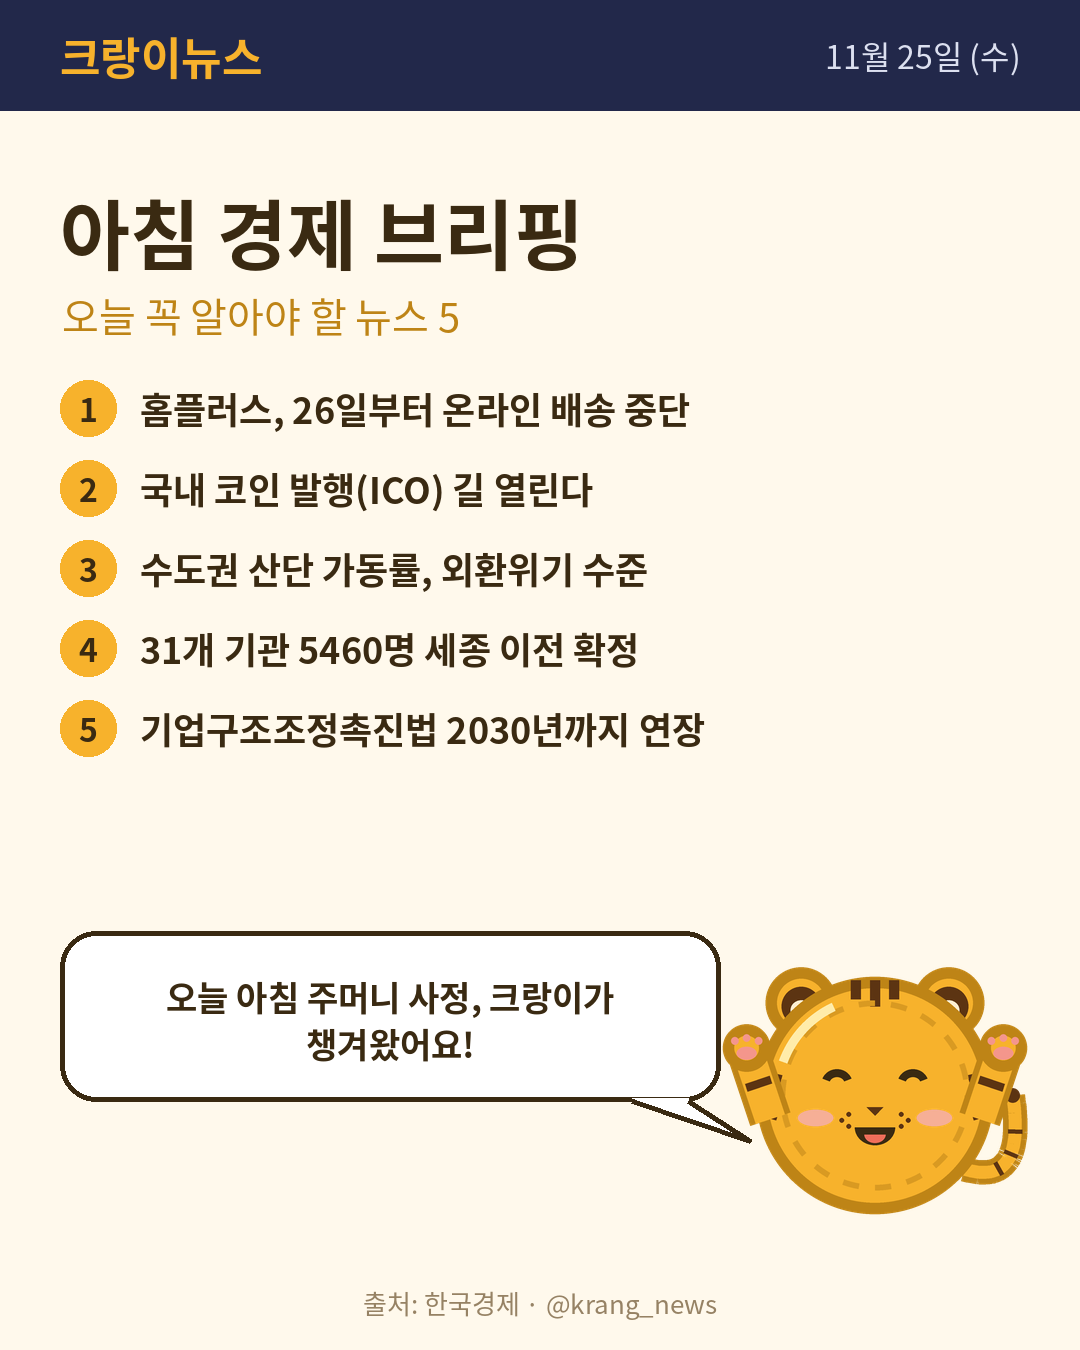 크랑이뉴스
11월 25일 (수)
아침 경제 브리핑
오늘 꼭 알아야 할 뉴스 5
1 홈플러스, 26일부터 온라인 배송 중단
2 국내 코인 발행(ICO) 길 열린다
3 수도권 산단 가동률, 외환위기 수준
4 31개 기관 5460명 세종 이전 확정
5 기업구조조정촉진법 2030년까지 연장
오늘 아침 주머니 사정, 크랑이가
챙겨왔어요!
출처: 한국경제 · @krang_news